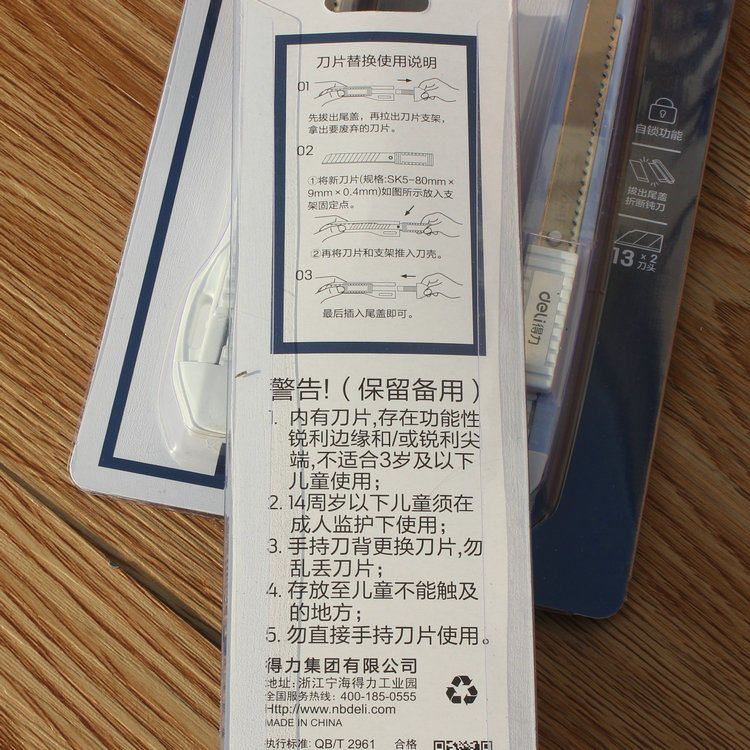 刀片替换使用说明
01
先拔出尾盖，再拉出刀片支架，
拿出要废弃的刀片。
02
①将新刀片(规格:SK5-80mm×
9mm×0.4mm)如图所示放入支
架固定点。
②再将刀片和支架推入刀壳。
03
最后插入尾盖即可。
警告!（保留备用）
1. 内有刀片,存在功能性
锐利边缘和/或锐利尖
端,不适合3岁及以下
儿童使用；
2. 14周岁以下儿童须在
成人监护下使用；
3. 手持刀背更换刀片,勿
乱丢刀片；
4. 存放至儿童不能触及
的地方；
5. 勿直接手持刀片使用。
得力集团有限公司
地址: 浙江宁海得力工业园
全国服务热线: 400-185-0555
Http://www.nbdeli.com
MADE IN CHINA
执行标准: QB/T 2961 合格
自锁功能
拔出尾盖
折断钝刀
13 ×2
刀头
deli得力